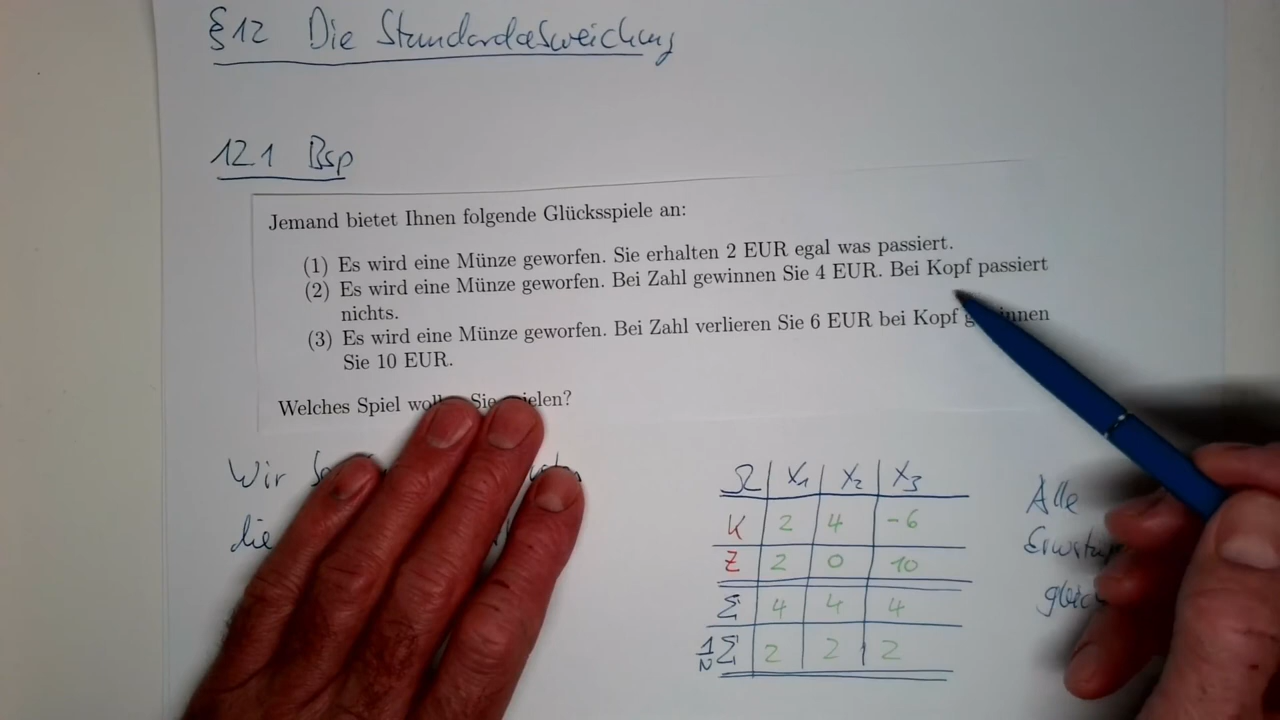 §12 Die Standardabweichung
12.1 Bsp
Jemand bietet Ihnen folgende Glücksspiele an:
(1) Es wird eine Münze geworfen. Sie erhalten 2 EUR egal was passiert.
(2) Es wird eine Münze geworfen. Bei Zahl gewinnen Sie 4 EUR. Bei Kopf passiert
nichts.
(3) Es wird eine Münze geworfen. Bei Zahl verlieren Sie 6 EUR bei Kopf
Sie 10 EUR.
Welches Spiel Sie
Wir
die
Ω X1 X2 X3
K 2 4 -6
Z 2 0 10
Σ 4 4 4
1/N Σ 2 2 2
Alle